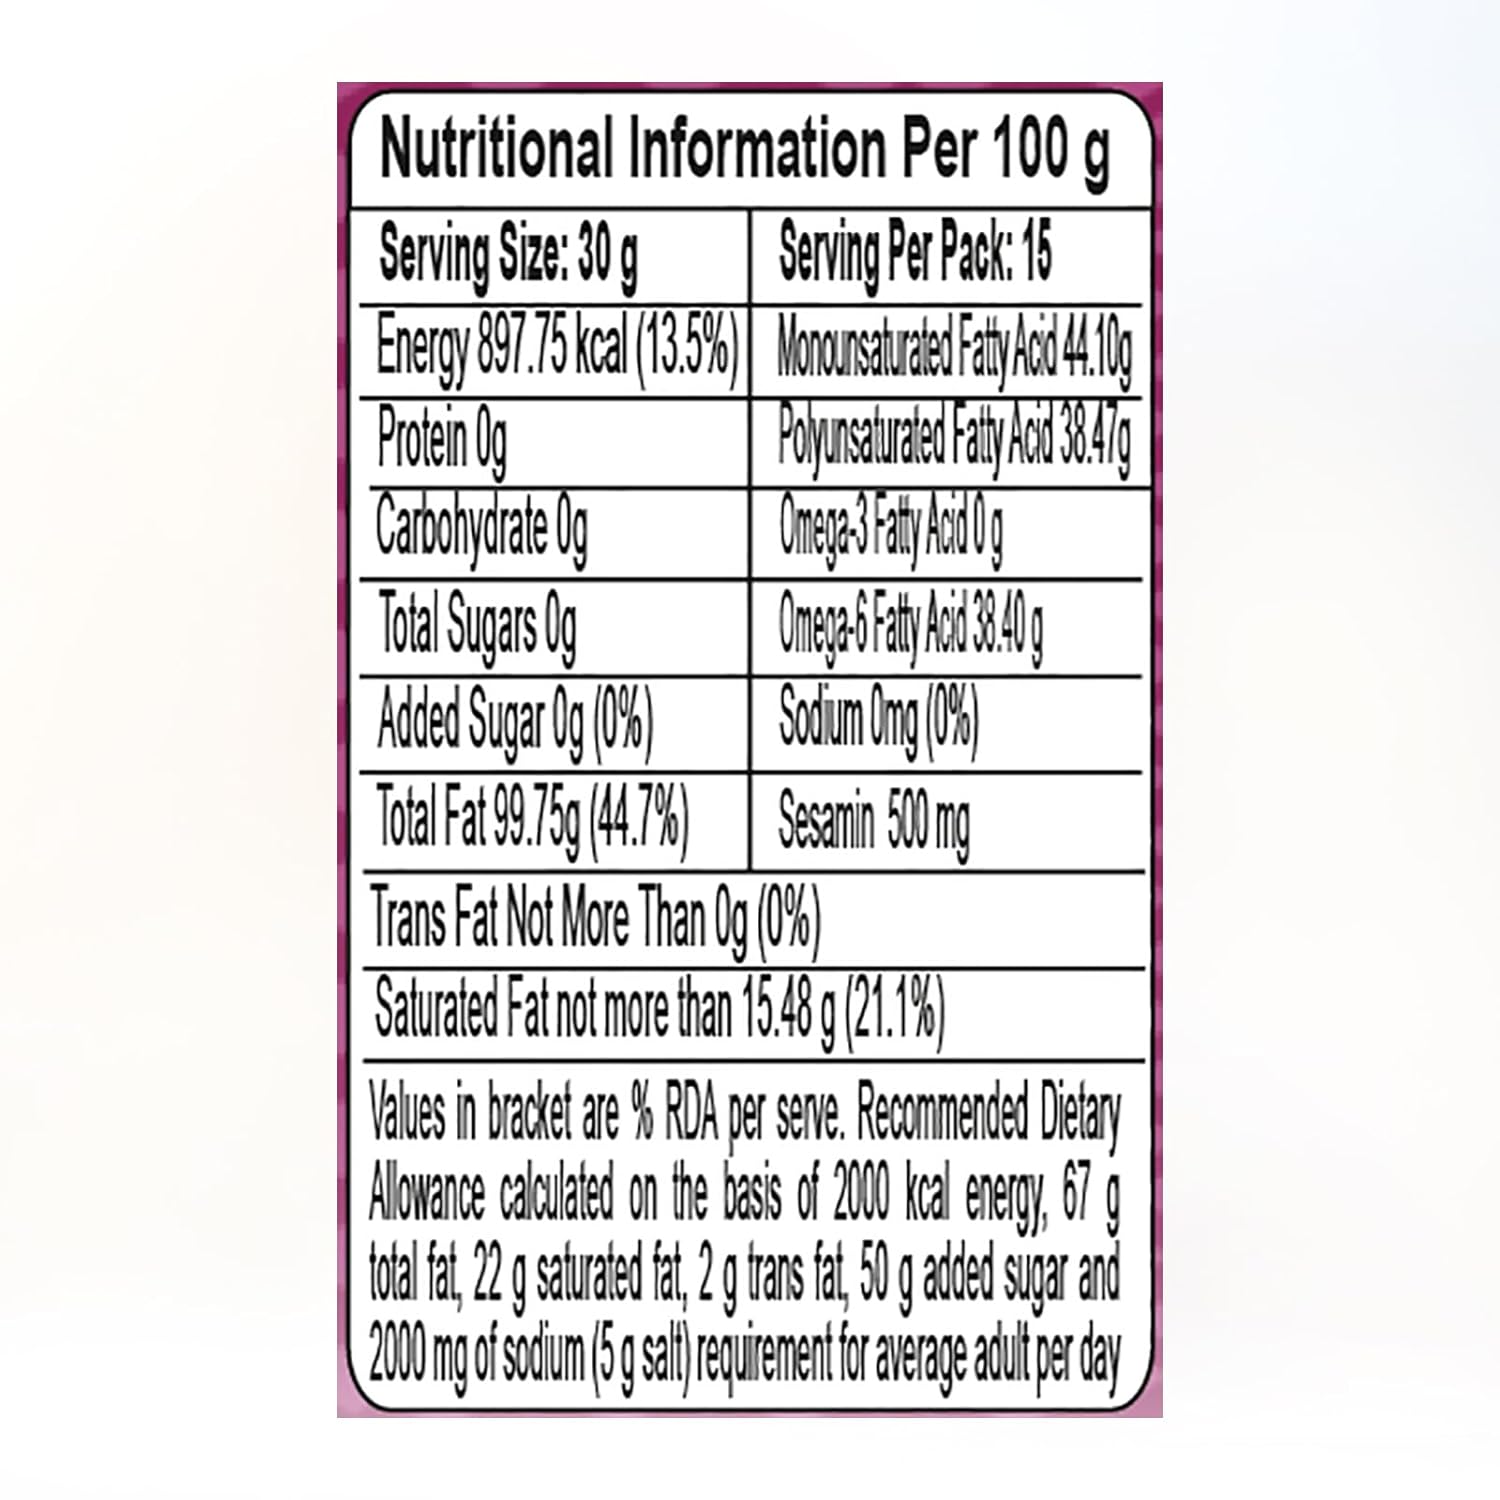 Nutritional Information Per 100 g
Serving Size: 30 g
Serving Per Pack: 15
Energy 897.75 kcal (13.5%)
Monounsaturated Fatty Acid 44.10g
Protein 0g
Polyunsaturated Fatty Acid 38.47g
Carbohydrate 0g
Omega-3 Fatty Acid 0 g
Total Sugars 0g
Omega-6 Fatty Acid 38.40 g
Added Sugar 0g (0%)
Sodium 0mg (0%)
Total Fat 99.75g (44.7%)
Sesamin 500 mg
Trans Fat Not More Than 0g (0%)
Saturated Fat not more than 15.48 g (21.1%)
Values in bracket are % RDA per serve. Recommended Dietary
Allowance calculated on the basis of 2000 kcal energy, 67 g
total fat, 22 g saturated fat, 2 g trans fat, 50 g added sugar and
2000 mg of sodium (5 g salt) requirement for average adult per day